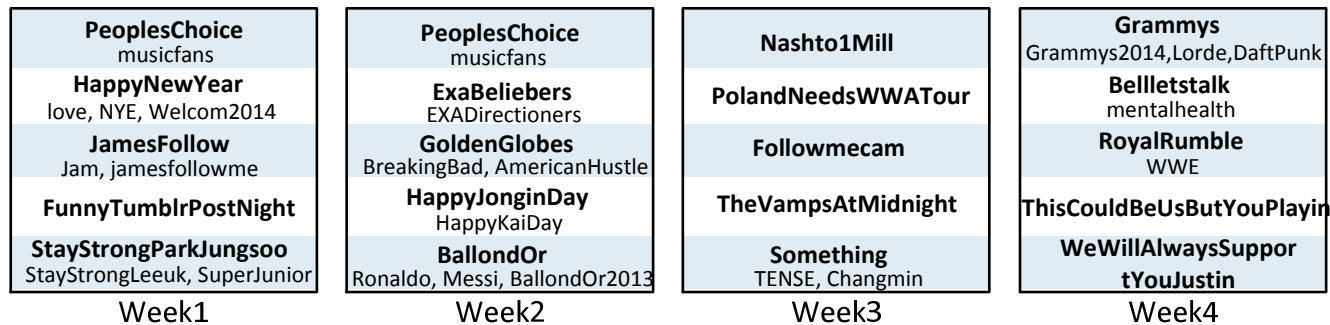 PeoplesChoice
musicfans
HappyNewYear
love, NYE, Welcom2014
JamesFollow
Jam, jamesfollowme
FunnyTumblrPostNight
StayStrongParkJungsoo
StayStrongLeeuk, SuperJunior
Week1
PeoplesChoice
musicfans
ExaBeliebers
EXADirectioners
GoldenGlobes
BreakingBad, AmericanHustle
HappyJonginDay
HappyKaiDay
BallondOr
Ronaldo, Messi, BallondOr2013
Week2
Nashto1Mill
PolandNeedsWWATour
Followmecam
TheVampsAtMidnight
Something
TENSE, Changmin
Week3
Grammys
Grammys2014,Lorde,DaftPunk
Bellletstalk
mentalhealth
RoyalRumble
WWE
ThisCouldBeUsButYouPlayin
WeWillAlwaysSuppor
tYouJustin
Week4